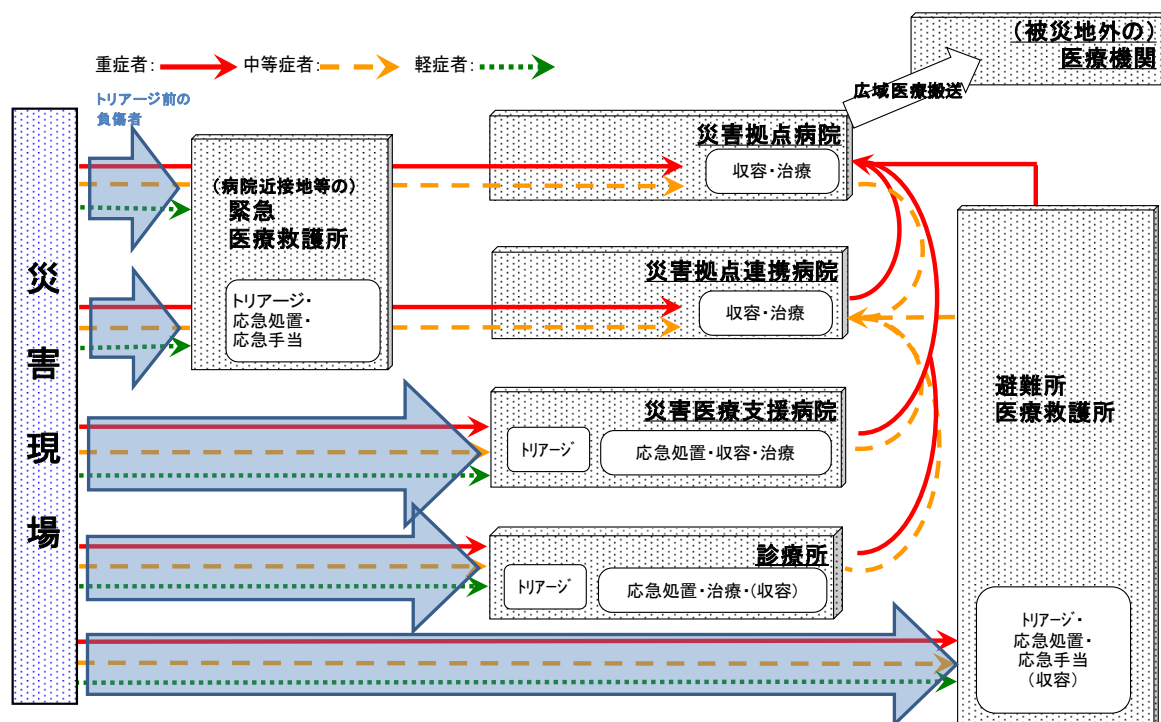 (被災地外の)
医療機関
重症者：
中等症者：
軽症者：
広域医療搬送
トリアージ前の
負傷者
災害現場
(病院近接地等の)
緊急
医療救護所
トリアージ・
応急処置・
応急手当
災害拠点病院
収容・治療
災害拠点連携病院
収容・治療
災害医療支援病院
トリアージ
応急処置・収容・治療
診療所
トリアージ
応急処置・治療・(収容)
避難所
医療救護所
トリアージ・
応急処置・
応急手当
(収容)